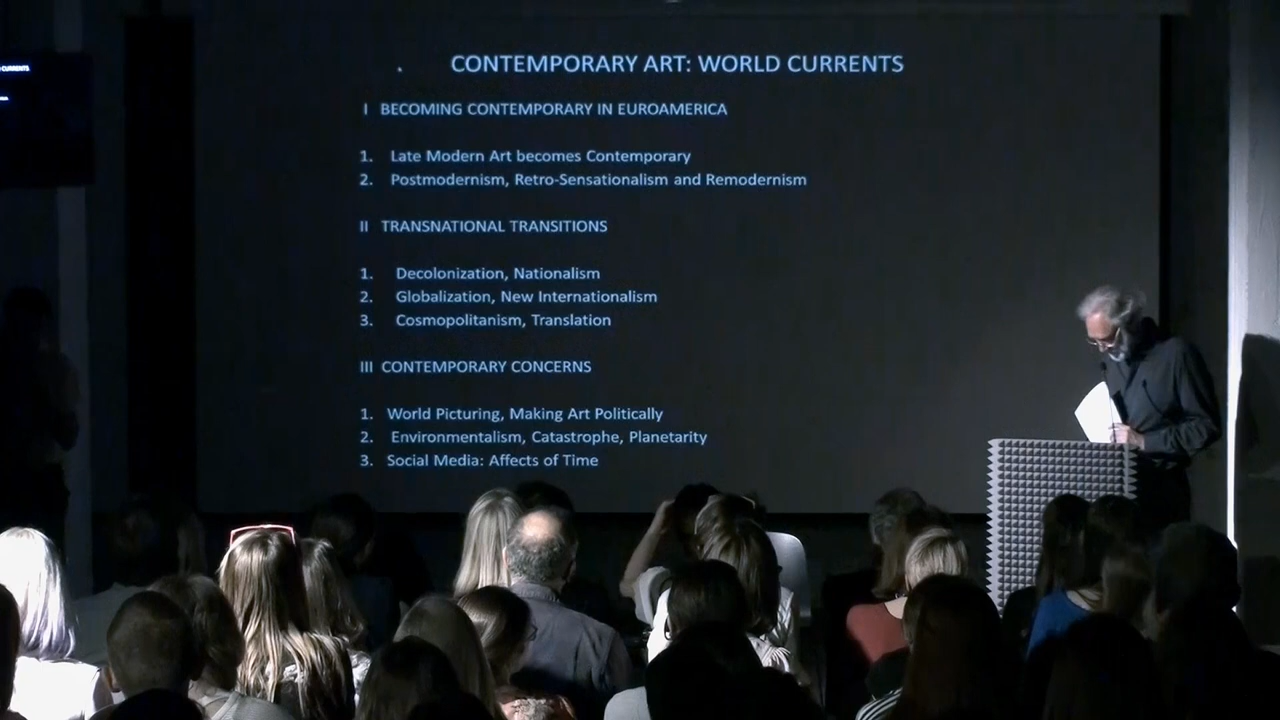 CURRENTS
. CONTEMPORARY ART: WORLD CURRENTS
I BECOMING CONTEMPORARY IN EUROAMERICA
1. Late Modern Art becomes Contemporary
2. Postmodernism, Retro-Sensationalism and Remodernism
II TRANSNATIONAL TRANSITIONS
1. Decolonization, Nationalism
2. Globalization, New Internationalism
3. Cosmopolitanism, Translation
III CONTEMPORARY CONCERNS
1. World Picturing, Making Art Politically
2. Environmentalism, Catastrophe, Planetarity
3. Social Media: Affects of Time